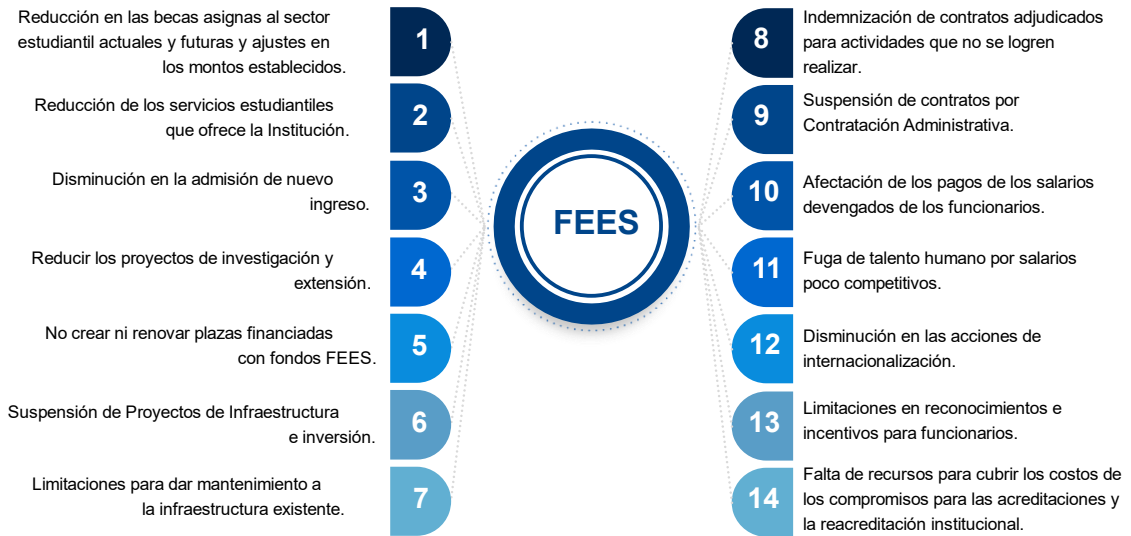 Reducción en las becas asignas al sector
estudiantil actuales y futuras y ajustes en
los montos establecidos.
1
Reducción de los servicios estudiantiles
que ofrece la Institución.
2
Disminución en la admisión de nuevo
ingreso.
3
Reducir los proyectos de investigación y
extensión.
4
No crear ni renovar plazas financiadas
con fondos FEES.
5
Suspensión de Proyectos de Infraestructura
e inversión.
6
Limitaciones para dar mantenimiento a
la infraestructura existente.
7
FEES
8
Indemnización de contratos adjudicados
para actividades que no se logren
realizar.
9
Suspensión de contratos por
Contratación Administrativa.
10
Afectación de los pagos de los salarios
devengados de los funcionarios.
11
Fuga de talento humano por salarios
poco competitivos.
12
Disminución en las acciones de
internacionalización.
13
Limitaciones en reconocimientos e
incentivos para funcionarios.
14
Falta de recursos para cubrir los costos de
los compromisos para las acreditaciones y
la reacreditación institucional.